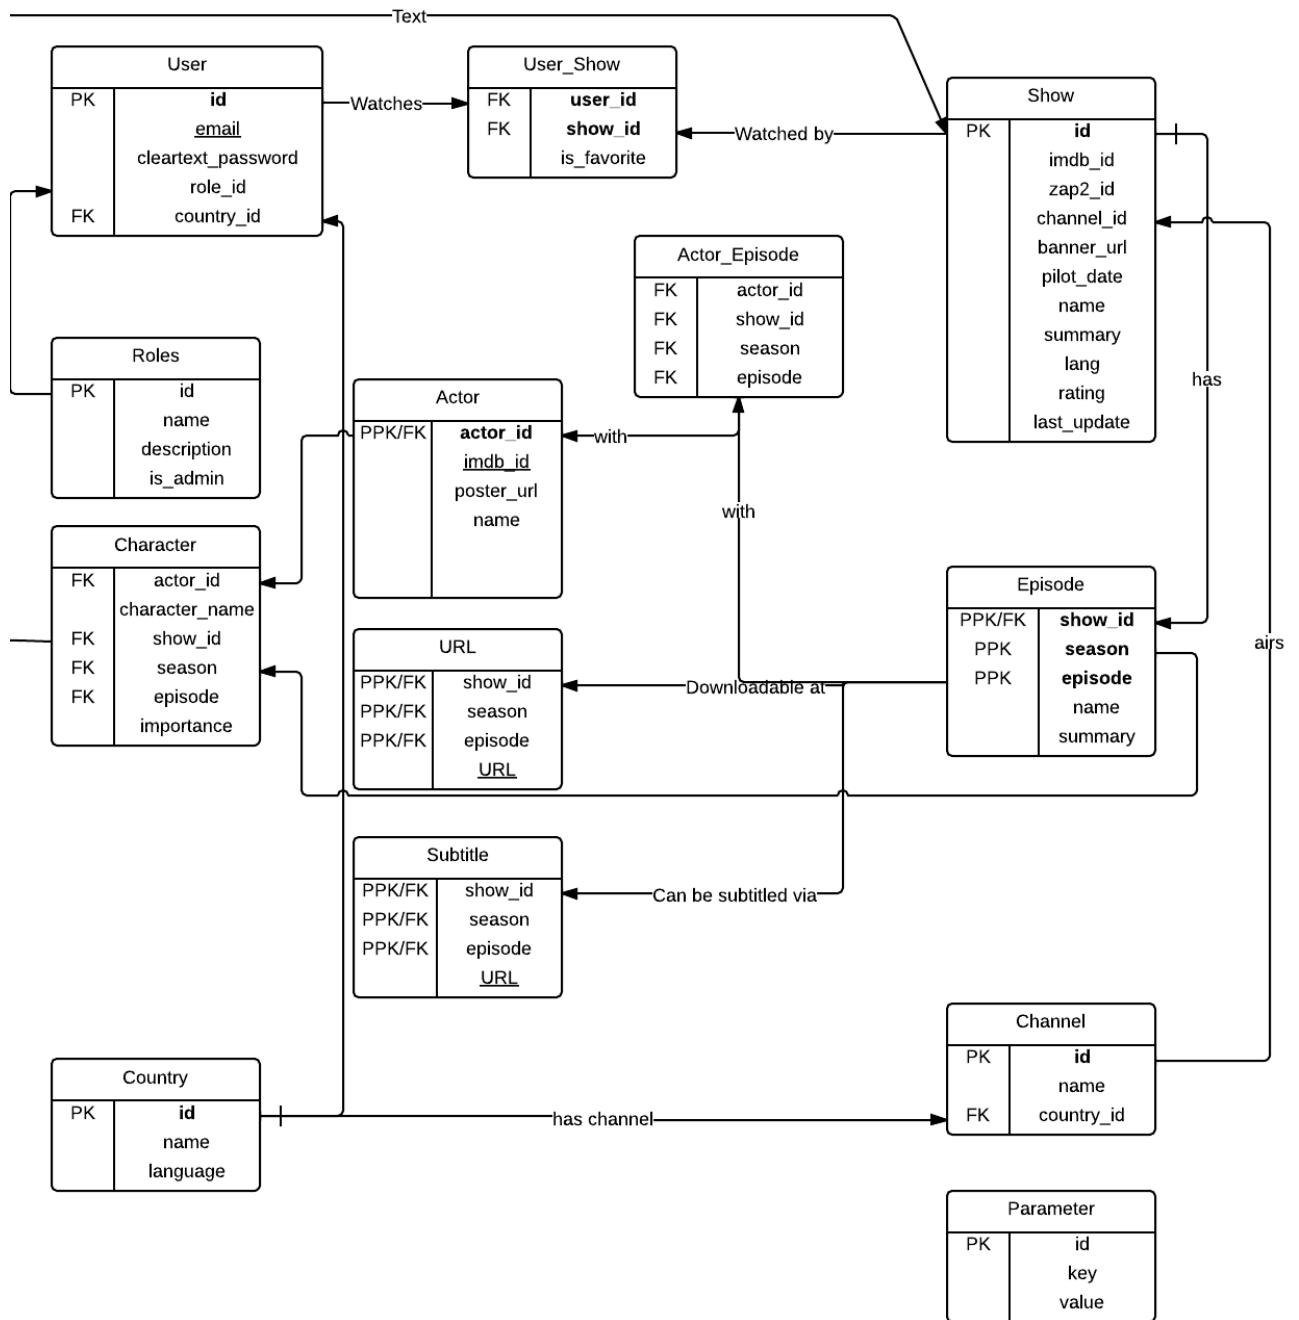 Text
User
PK id
email
cleartext_password
role_id
FK country_id
Watches
User_Show
FK user_id
FK show_id
is_favorite
Watched by
Show
PK id
imdb_id
zap2_id
channel_id
banner_url
pilot_date
name
summary
lang
rating
last_update
has
airs
Actor_Episode
FK actor_id
FK show_id
FK season
FK episode
Roles
PK id
name
description
is_admin
Actor
PPK/FK actor_id
imdb_id
poster_url
name
with
with
Character
FK actor_id
character_name
FK show_id
FK season
FK episode
importance
URL
PPK/FK show_id
PPK/FK season
PPK/FK episode
URL
Downloadable at
Episode
PPK/FK show_id
PPK season
PPK episode
name
summary
Subtitle
PPK/FK show_id
PPK/FK season
PPK/FK episode
URL
Can be subtitled via
Country
PK id
name
language
has channel
Channel
PK id
name
FK country_id
Parameter
PK id
key
value